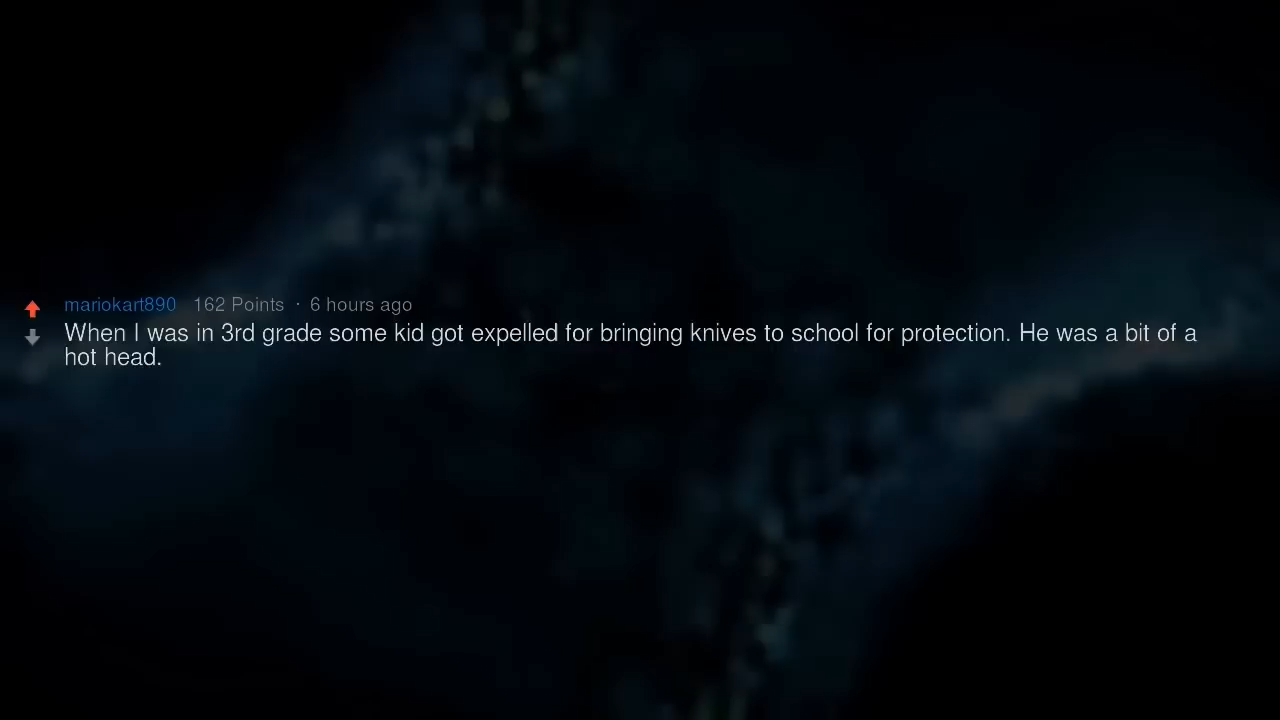 mariokart890 162 Points · 6 hours ago
When I was in 3rd grade some kid got expelled for bringing knives to school for protection. He was a bit of a
hot head.